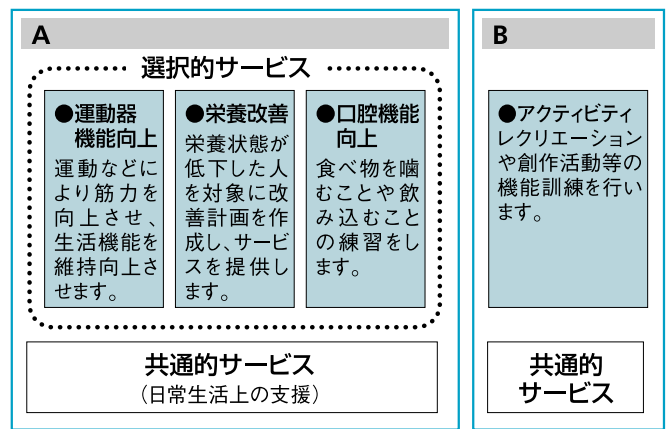 A
選択的サービス
●運動器
機能向上
運動などに
より筋力を
向上させ、
生活機能を
維持向上さ
せます。
●栄養改善
栄養状態が
低下した人
を対象に改
善計画を作
成し、サービ
スを提供し
ます。
●口腔機能
向上
食べ物を噛
むことや飲
み込むこと
の練習をし
ます。
共通的サービス
（日常生活上の支援）
B
●アクティビティ
レクリエーション
や創作活動等の
機能訓練を行い
ます。
共通的
サービス